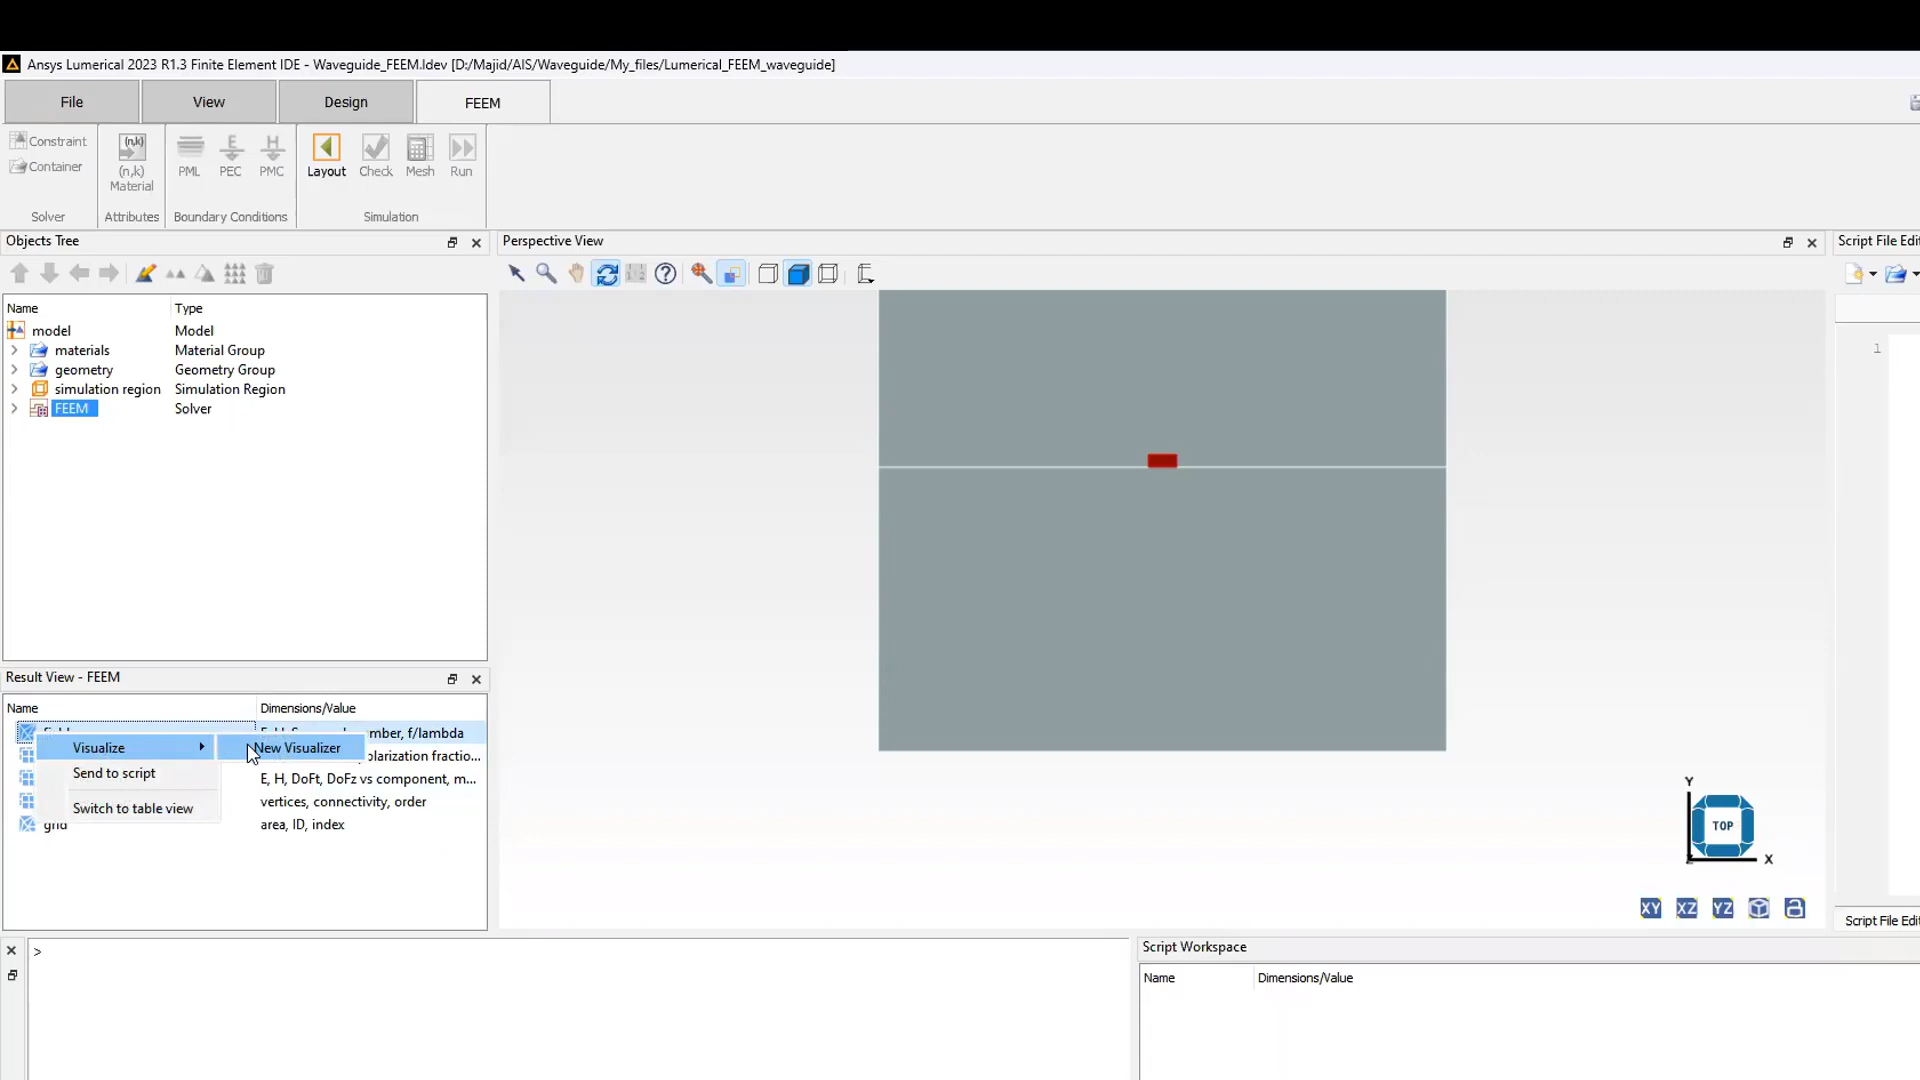 Ansys Lumerical 2023 R1.3 Finite Element IDE - Waveguide_FEEM.ldev [D:/Majid/AIS/Waveguide/My_files/Lumerical_FEEM_waveguide]
File View Design FEEM
Constraint
Container
Solver
(n,k)
(n,k)
Material
Attributes
E H
PML PEC PMC
Boundary Conditions
Layout Check Mesh Run
Simulation
Objects Tree
Name Type
model Model
materials Material Group
geometry Geometry Group
simulation region Simulation Region
FEEM Solver
Perspective View
Script File Edi
1
Y
TOP
X
XY XZ YZ
Script File Edi
Result View - FEEM
Name Dimensions/Value
mber, f/lambda
Visualize New Visualizer
olarization fractio...
Send to script
E, H, DoFt, DoFz vs component, m...
Switch to table view
vertices, connectivity, order
grid area, ID, index
>
Script Workspace
Name Dimensions/Value